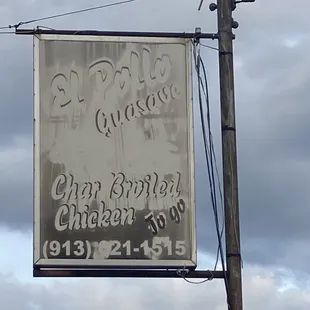 El Pollo
Guasave
Char Broiled
Chicken To go
(913) 321-1515